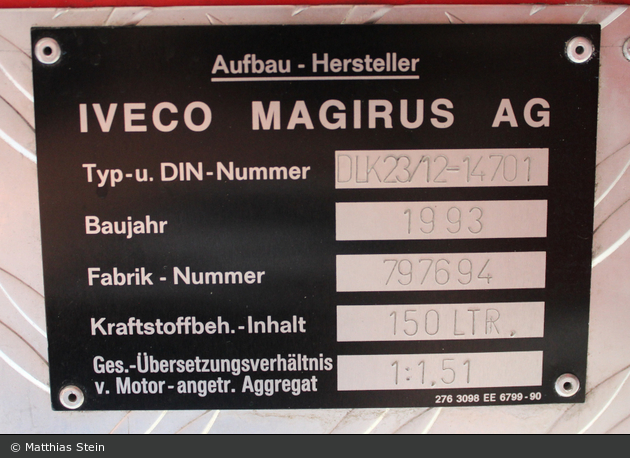 Aufbau - Hersteller
IVECO MAGIRUS AG
Typ-u. DIN-Nummer DLK23/12-14701
Baujahr 1993
Fabrik - Nummer 797694
Kraftstoffbeh.-Inhalt 150 LTR.
Ges.-Übersetzungsverhältnis
v. Motor-angetr. Aggregat 1:1.51
276 3098 EE 6799-90
© Matthias Stein